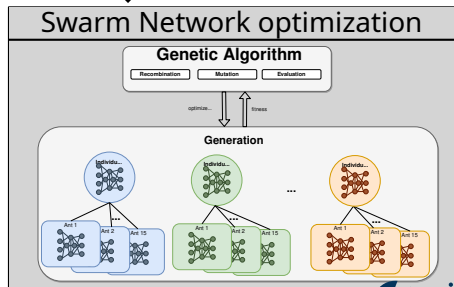 Swarm Network optimization
Genetic Algorithm
Recombination Mutation Evaluation
optimize... fitness
Generation
Individu... Individu... Individu...
...
... ... ...
Ant 1 Ant 2 Ant 15 Ant 1 Ant 2 Ant 15 Ant 1 Ant 2 Ant 15